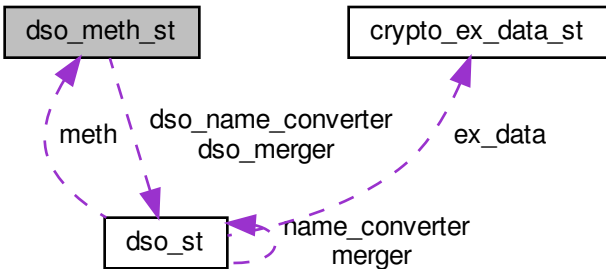 dso_meth_st
crypto_ex_data_st
meth
dso_name_converter
dso_merger
ex_data
dso_st
name_converter
merger